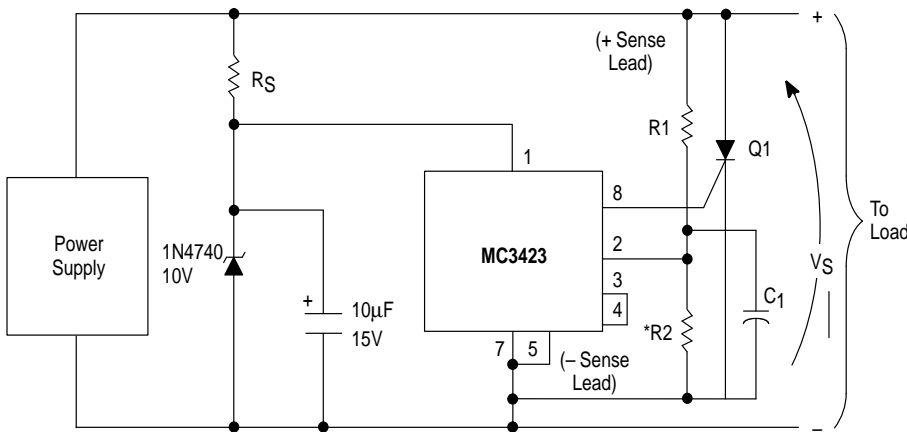 +
(+ Sense
Lead)
RS
R1
1
Q1
8
Power
Supply
MC3423
2
To
Load
1N4740
10V
3
VS
+
10μF
15V
4
C1
*R2
7
5
(– Sense
Lead)
–